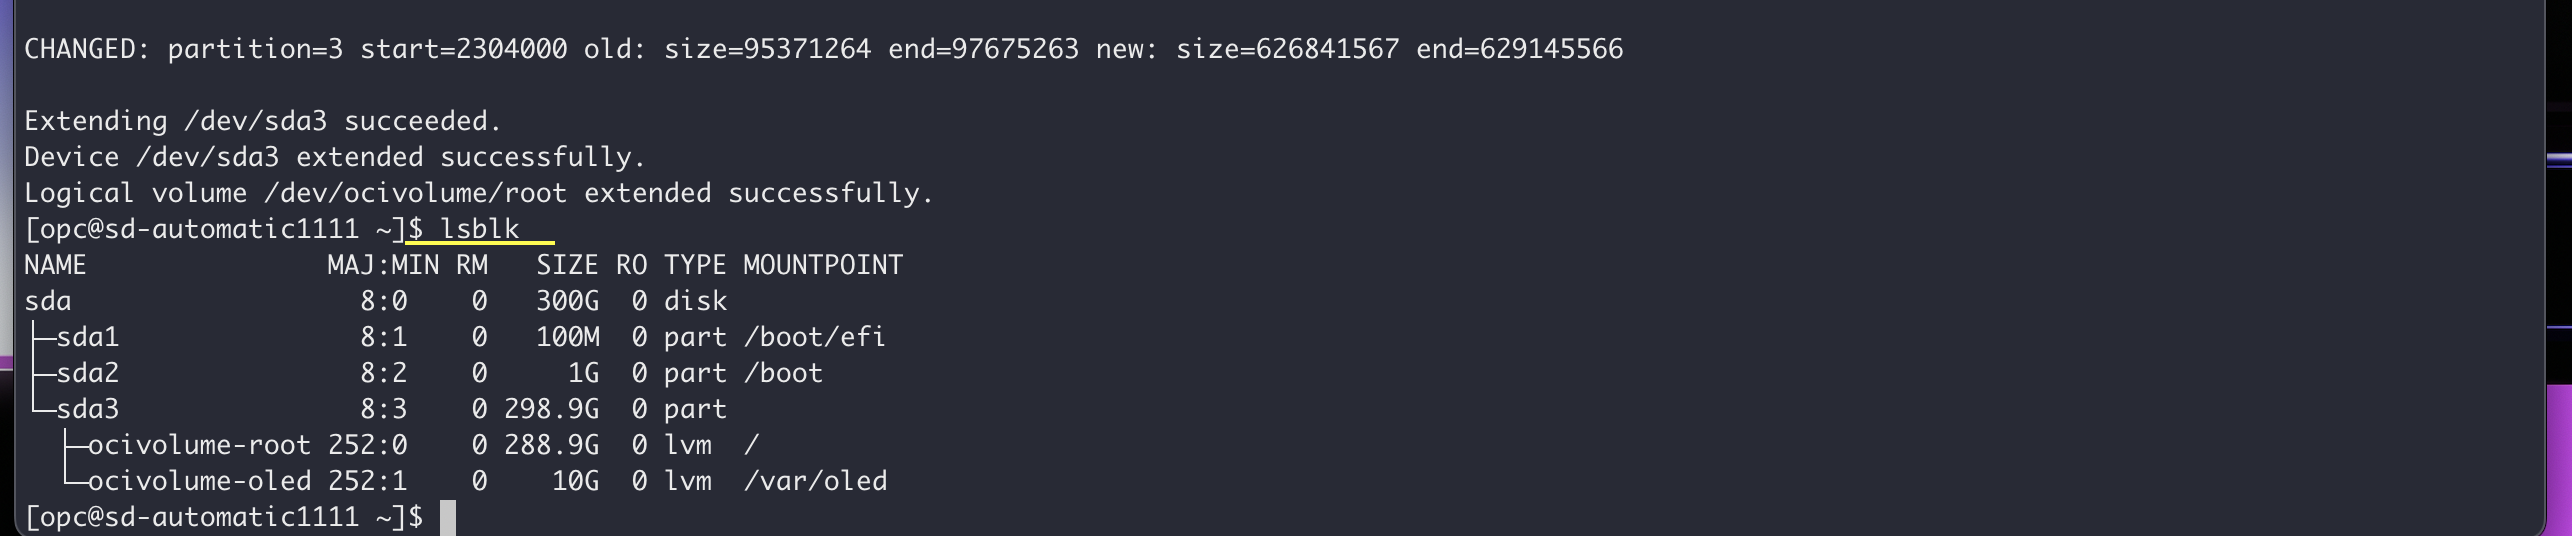 CHANGED: partition=3 start=2304000 old: size=95371264 end=97675263 new: size=626841567 end=629145566
Extending /dev/sda3 succeeded.
Device /dev/sda3 extended successfully.
Logical volume /dev/ocivolume/root extended successfully.
[opc@sd-automatic1111 ~]$ lsblk
NAME               MAJ:MIN RM   SIZE RO TYPE MOUNTPOINT
sda                  8:0    0   300G  0 disk
├─sda1               8:1    0   100M  0 part /boot/efi
├─sda2               8:2    0     1G  0 part /boot
└─sda3               8:3    0 298.9G  0 part
  ├─ocivolume-root 252:0    0 288.9G  0 lvm  /
  └─ocivolume-oled 252:1    0    10G  0 lvm  /var/oled
[opc@sd-automatic1111 ~]$